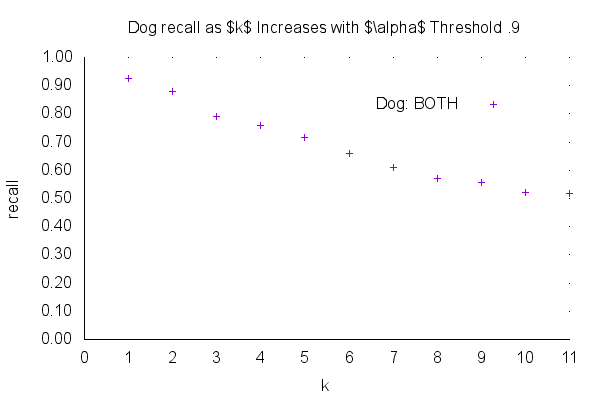 Dog recall as $k$ Increases with $\alpha$ Threshold .9
1.00
0.90
Dog: BOTH
0.80
0.70
0.60
0.50
0.40
0.30
0.20
0.10
0.00
recall
0 1 2 3 4 5 6 7 8 9 10 11
k